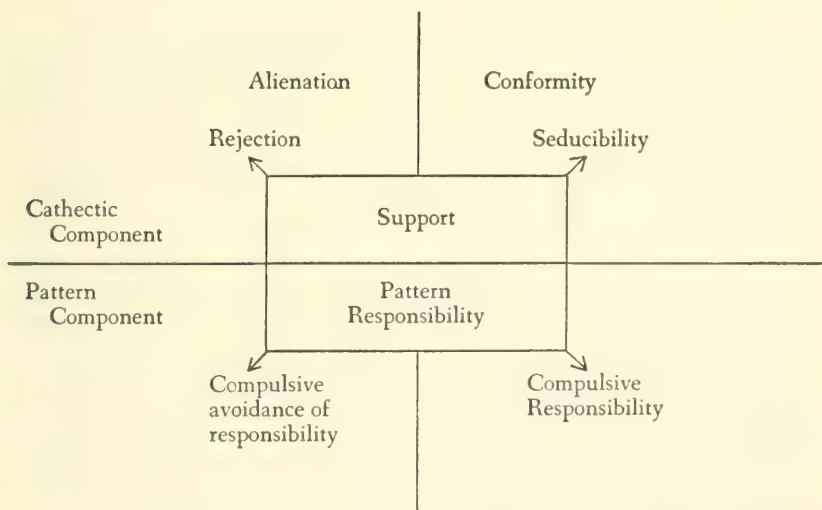 Alienation
Conformity
Rejection
Seducibility
Cathectic
Component
Support
Pattern
Component
Pattern
Responsibility
Compulsive
avoidance of
responsibility
Compulsive
Responsibility